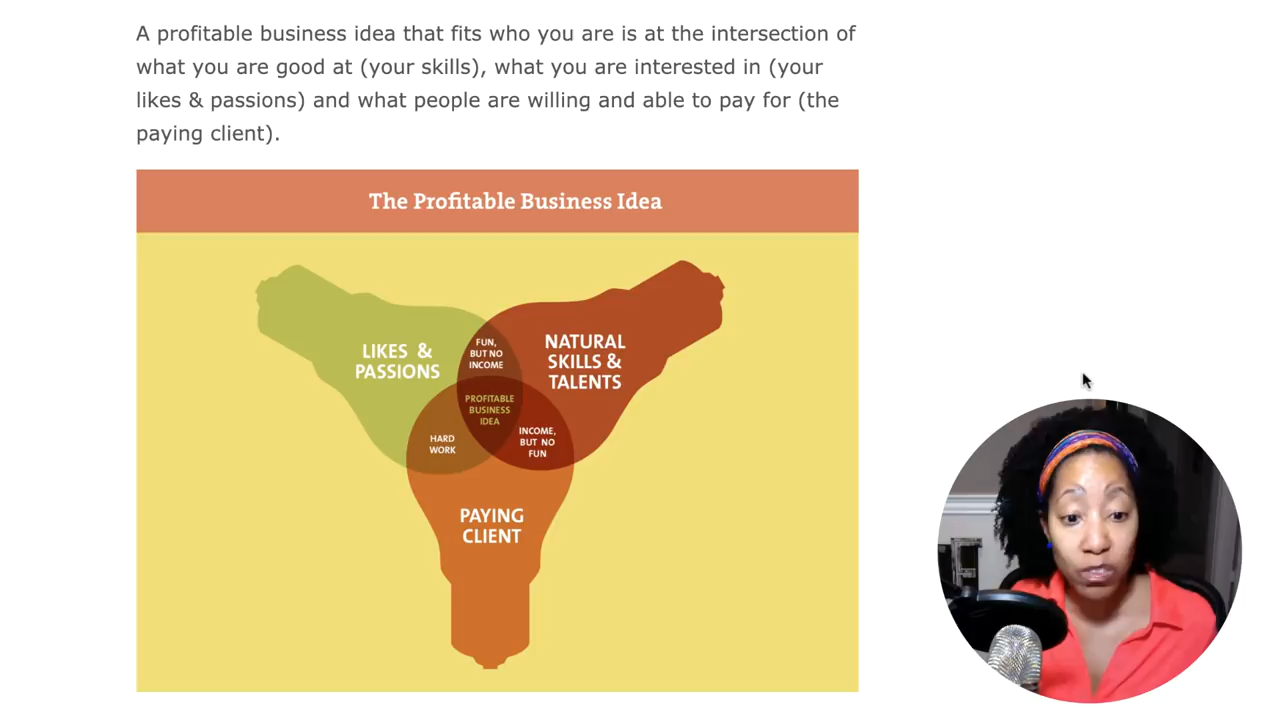 A profitable business idea that fits who you are is at the intersection of
what you are good at (your skills), what you are interested in (your
likes & passions) and what people are willing and able to pay for (the
paying client).
The Profitable Business Idea
LIKES &
PASSIONS
FUN,
BUT NO
INCOME
NATURAL
SKILLS &
TALENTS
PROFITABLE
BUSINESS
IDEA
HARD
WORK
INCOME,
BUT NO
FUN
PAYING
CLIENT